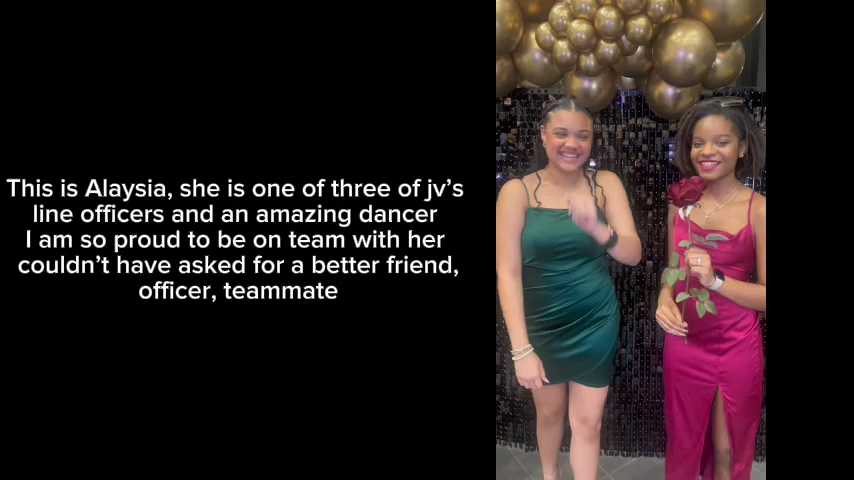 This is Alaysia, she is one of three of jv’s
line officers and an amazing dancer
I am so proud to be on team with her
couldn’t have asked for a better friend,
officer, teammate